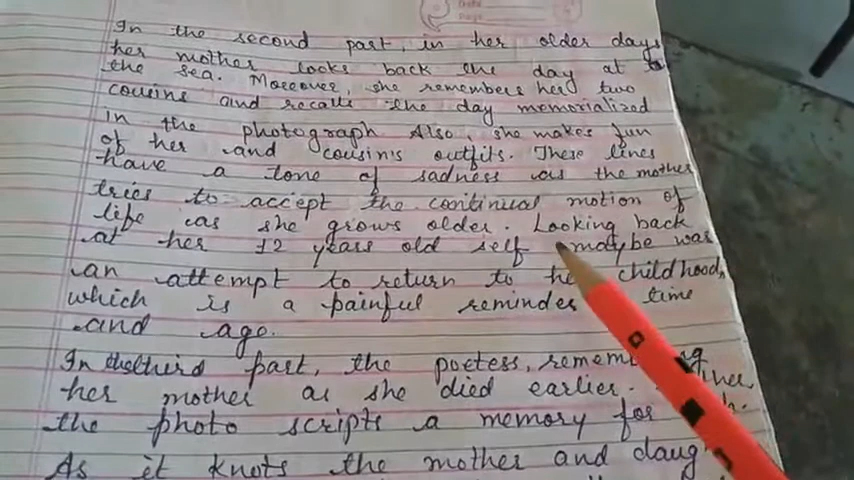 In the second part, in her older days
her mother looks back the day at
the sea. Moreover, she remembers her two
cousins and recalls the day memorialized
in the photograph Also, she makes fun
of her and cousin's outfits. These lines
have a tone of sadness as the mother
tries to accept the continual motion of
life as she grows older. Looking back
at her 12 years old self maybe was
an attempt to return to childhood,
which is a painful reminder time
and age.
In the third part, the poetess,
her mother as she died earlier.
the photo scripts a memory for
As it knots the mother and